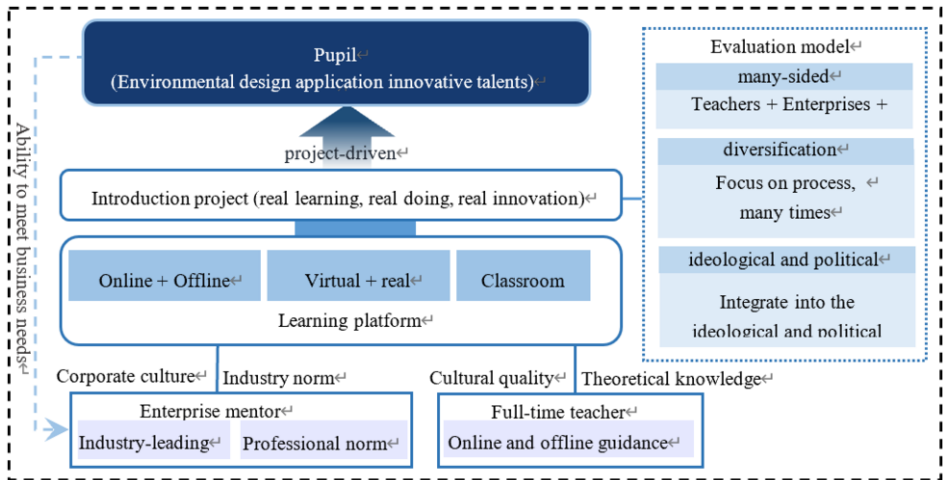 Pupil↵
(Environmental design application innovative talents)↵
project-driven↵
Introduction project (real learning, real doing, real innovation)↵
Online + Offline↵
Virtual + real↵
Classroom
Learning platform↵
Corporate culture↵
Industry norm↵
Cultural quality↵
Theoretical knowledge↵
Enterprise mentor↵
Industry-leading↵
Professional norm↵
Full-time teacher
Online and offline guidance↵
Ability to meet business needs↵
Evaluation model↵
many-sided
Teachers + Enterprises +
diversification
Focus on process, ↵
many times↵
ideological and political
Integrate into the
ideological and political